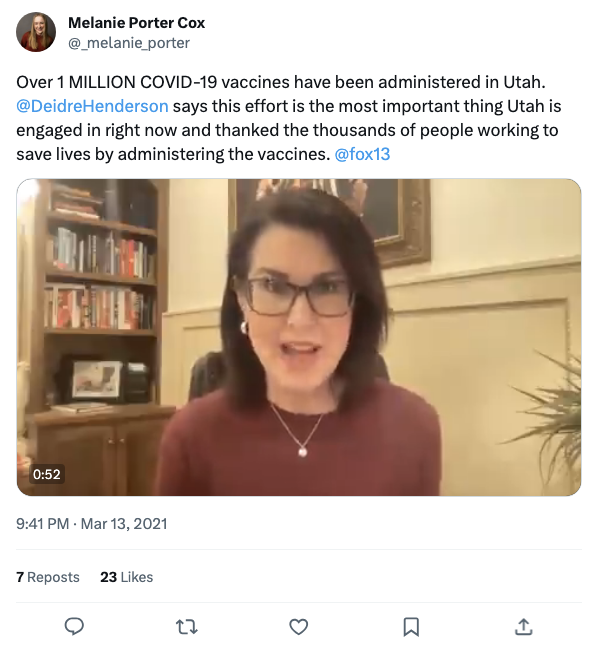 Melanie Porter Cox
@_melanie_porter
Over 1 MILLION COVID-19 vaccines have been administered in Utah.
@DeidreHenderson says this effort is the most important thing Utah is
engaged in right now and thanked the thousands of people working to
save lives by administering the vaccines. @fox13
0:52
9:41 PM · Mar 13, 2021
7 Reposts 23 Likes